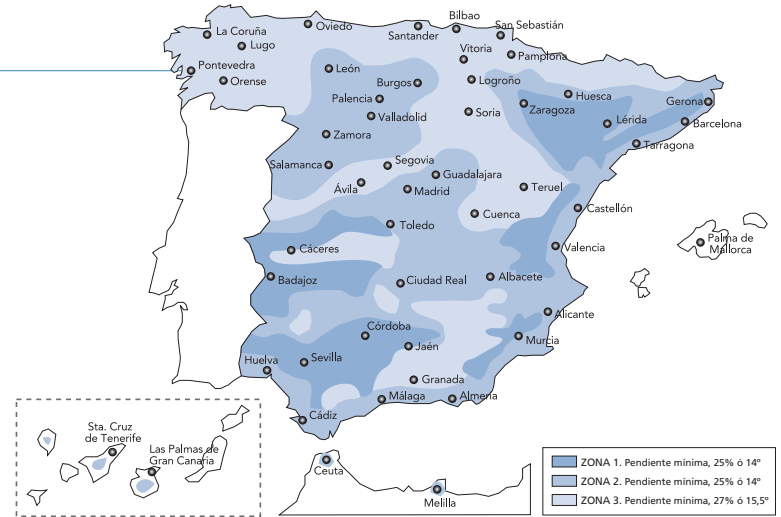 Bilbao
La Coruña
Oviedo
Santander
San Sebastián
Lugo
Vitoria
Pamplona
Pontevedra
León
Orense
Burgos
Logroño
Huesca
Palencia
Gerona
Zaragoza
Soria
Valladolid
Lérida
Barcelona
Zamora
Tarragona
Salamanca
Segovia
Guadalajara
Ávila
Madrid
Teruel
Cuenca
Castellón
Toledo
Palma de
Mallorca
Cáceres
Valencia
Badajoz
Ciudad Real
Albacete
Alicante
Córdoba
Murcia
Jaén
Huelva
Sevilla
Granada
Málaga
Almería
Cádiz
Sta. Cruz
de Tenerife
Las Palmas de
Gran Canaria
Ceuta
Melilla
ZONA 1. Pendiente mínima, 25% ó 14º
ZONA 2. Pendiente mínima, 25% ó 14º
ZONA 3. Pendiente mínima, 27% ó 15,5º